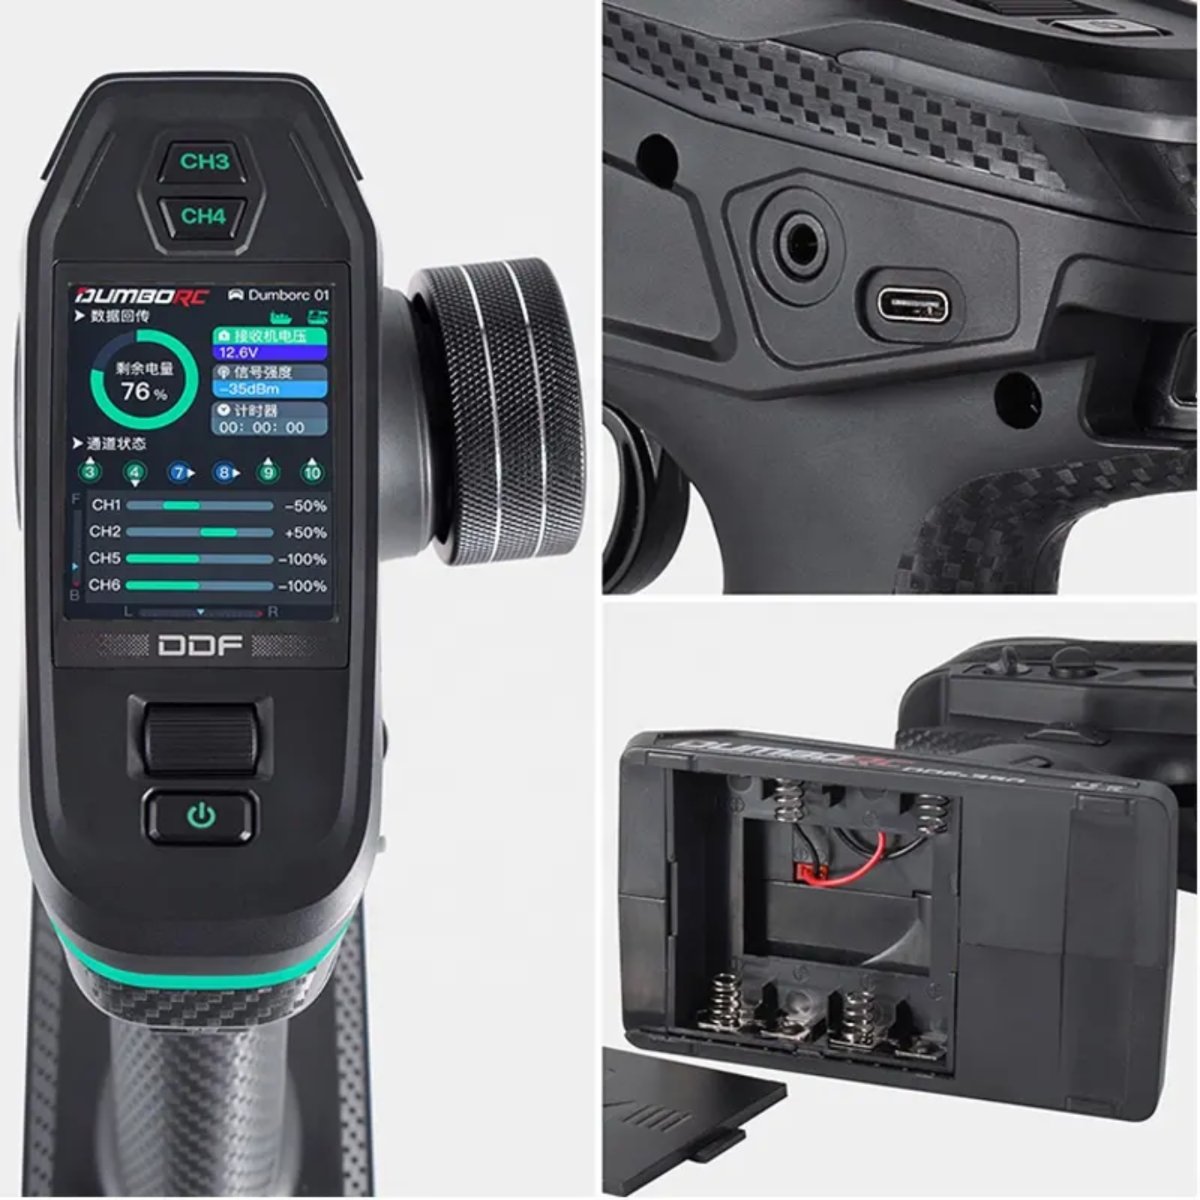 CH3
CH4
DUMBORC
Dumborc 01
数据回传
剩余电量
76 %
接收机电压
12.6V
信号强度
-35dBm
计时器
00: 00: 00
通道状态
3 4 7 8 9 10
F
CH1 -50%
CH2 +50%
CH5 -100%
CH6 -100%
B
L R
DDF
DUMBORC DDF-350